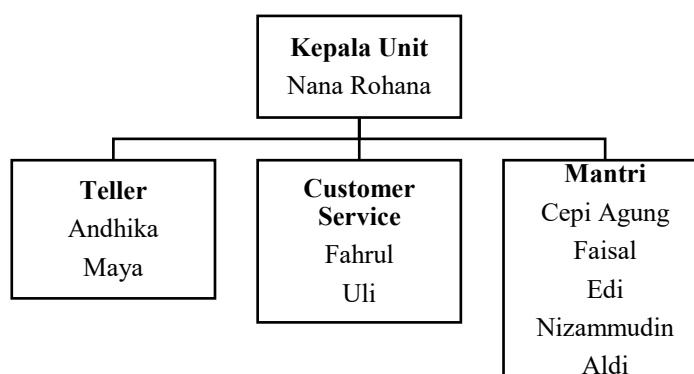 Kepala Unit
Nana Rohana
Teller
Andhika
Maya
Customer
Service
Fahrul
Uli
Mantri
Cepi Agung
Faisal
Edi
Nizammudin
Aldi